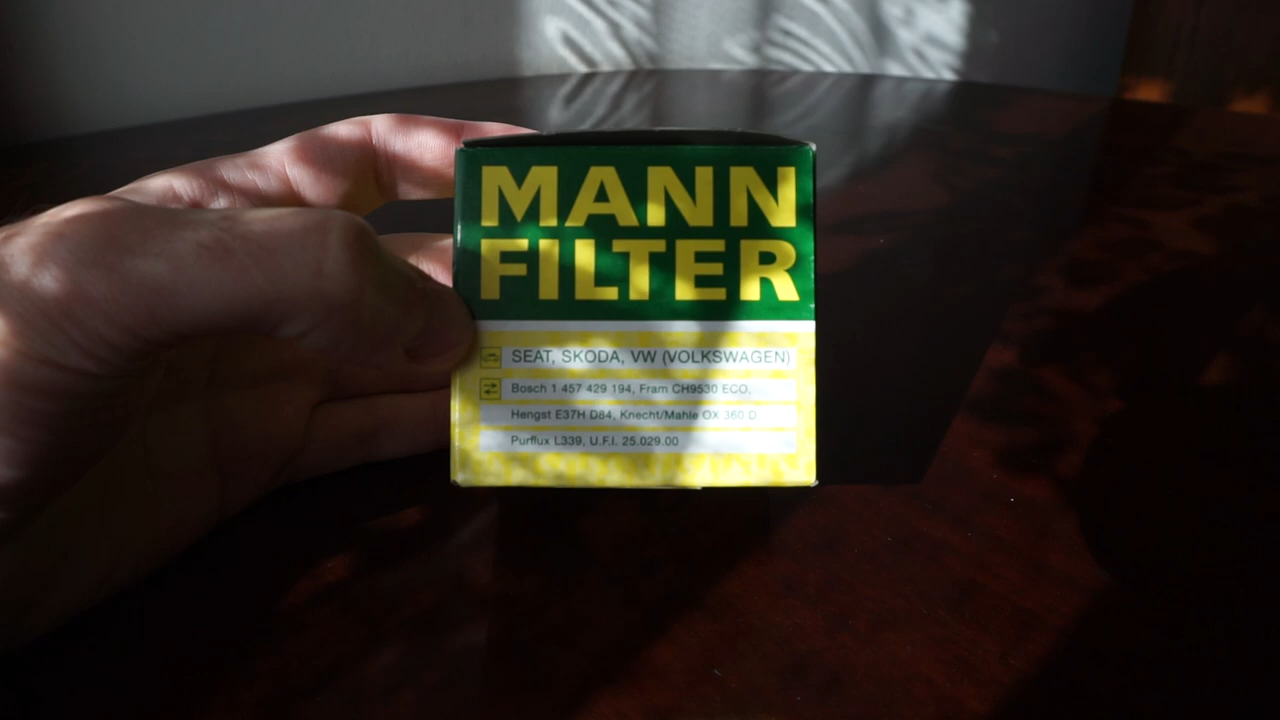 MANN
FILTER
SEAT, SKODA, VW (VOLKSWAGEN)
Bosch 1 457 429 194, Fram CH9530 ECO,
Hengst E37H D84, Knecht/Mahle OX 360 D
Purflux L339, U.F.I. 25.029.00